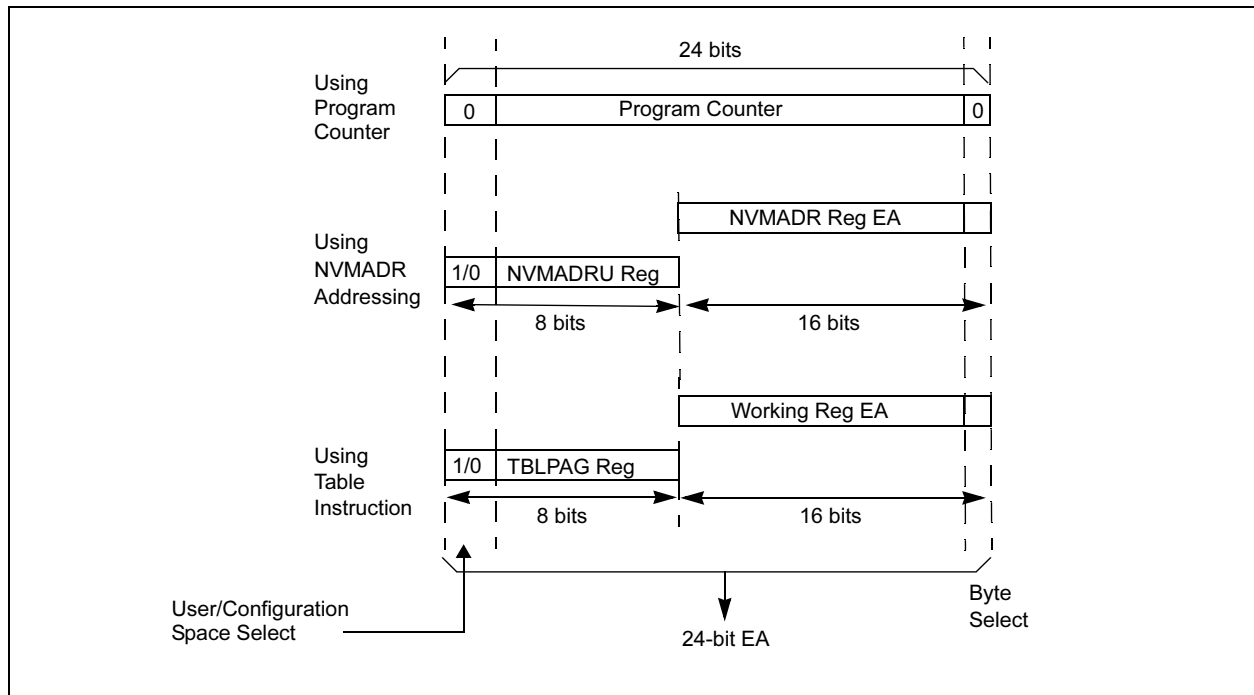 24 bits
Using
Program
Counter
0
Program Counter
0
NVMADR Reg EA
Using
NVMADR
Addressing
1/0
NVMADRU Reg
8 bits
16 bits
Working Reg EA
Using
Table
Instruction
1/0
TBLPAG Reg
8 bits
16 bits
User/Configuration
Space Select
24-bit EA
Byte
Select